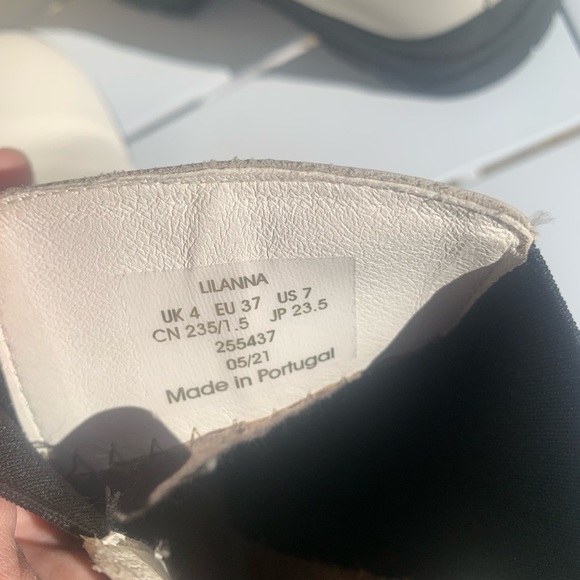 LILANNA
UK 4 EU 37 US 7
CN 235/1.5 JP 23.5
255437
05/21
Made in Portugal